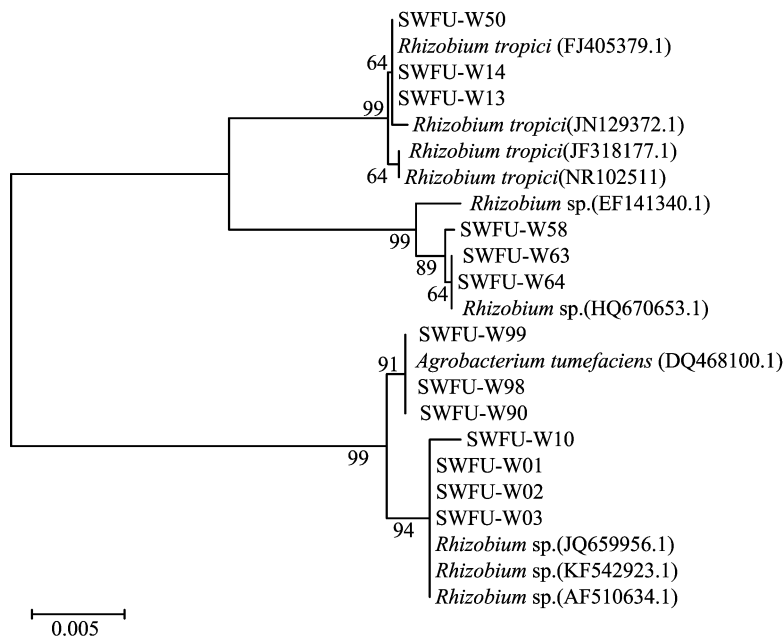 SWFU-W50
Rhizobium tropici (FJ405379.1)
64
SWFU-W14
SWFU-W13
99
Rhizobium tropici(JN129372.1)
Rhizobium tropici(JF318177.1)
64
Rhizobium tropici(NR102511)
Rhizobium sp.(EF141340.1)
SWFU-W58
99
SWFU-W63
89
SWFU-W64
64
Rhizobium sp.(HQ670653.1)
SWFU-W99
91
Agrobacterium tumefaciens (DQ468100.1)
SWFU-W98
SWFU-W90
SWFU-W10
99
SWFU-W01
SWFU-W02
SWFU-W03
94
Rhizobium sp.(JQ659956.1)
Rhizobium sp.(KF542923.1)
Rhizobium sp.(AF510634.1)
0.005